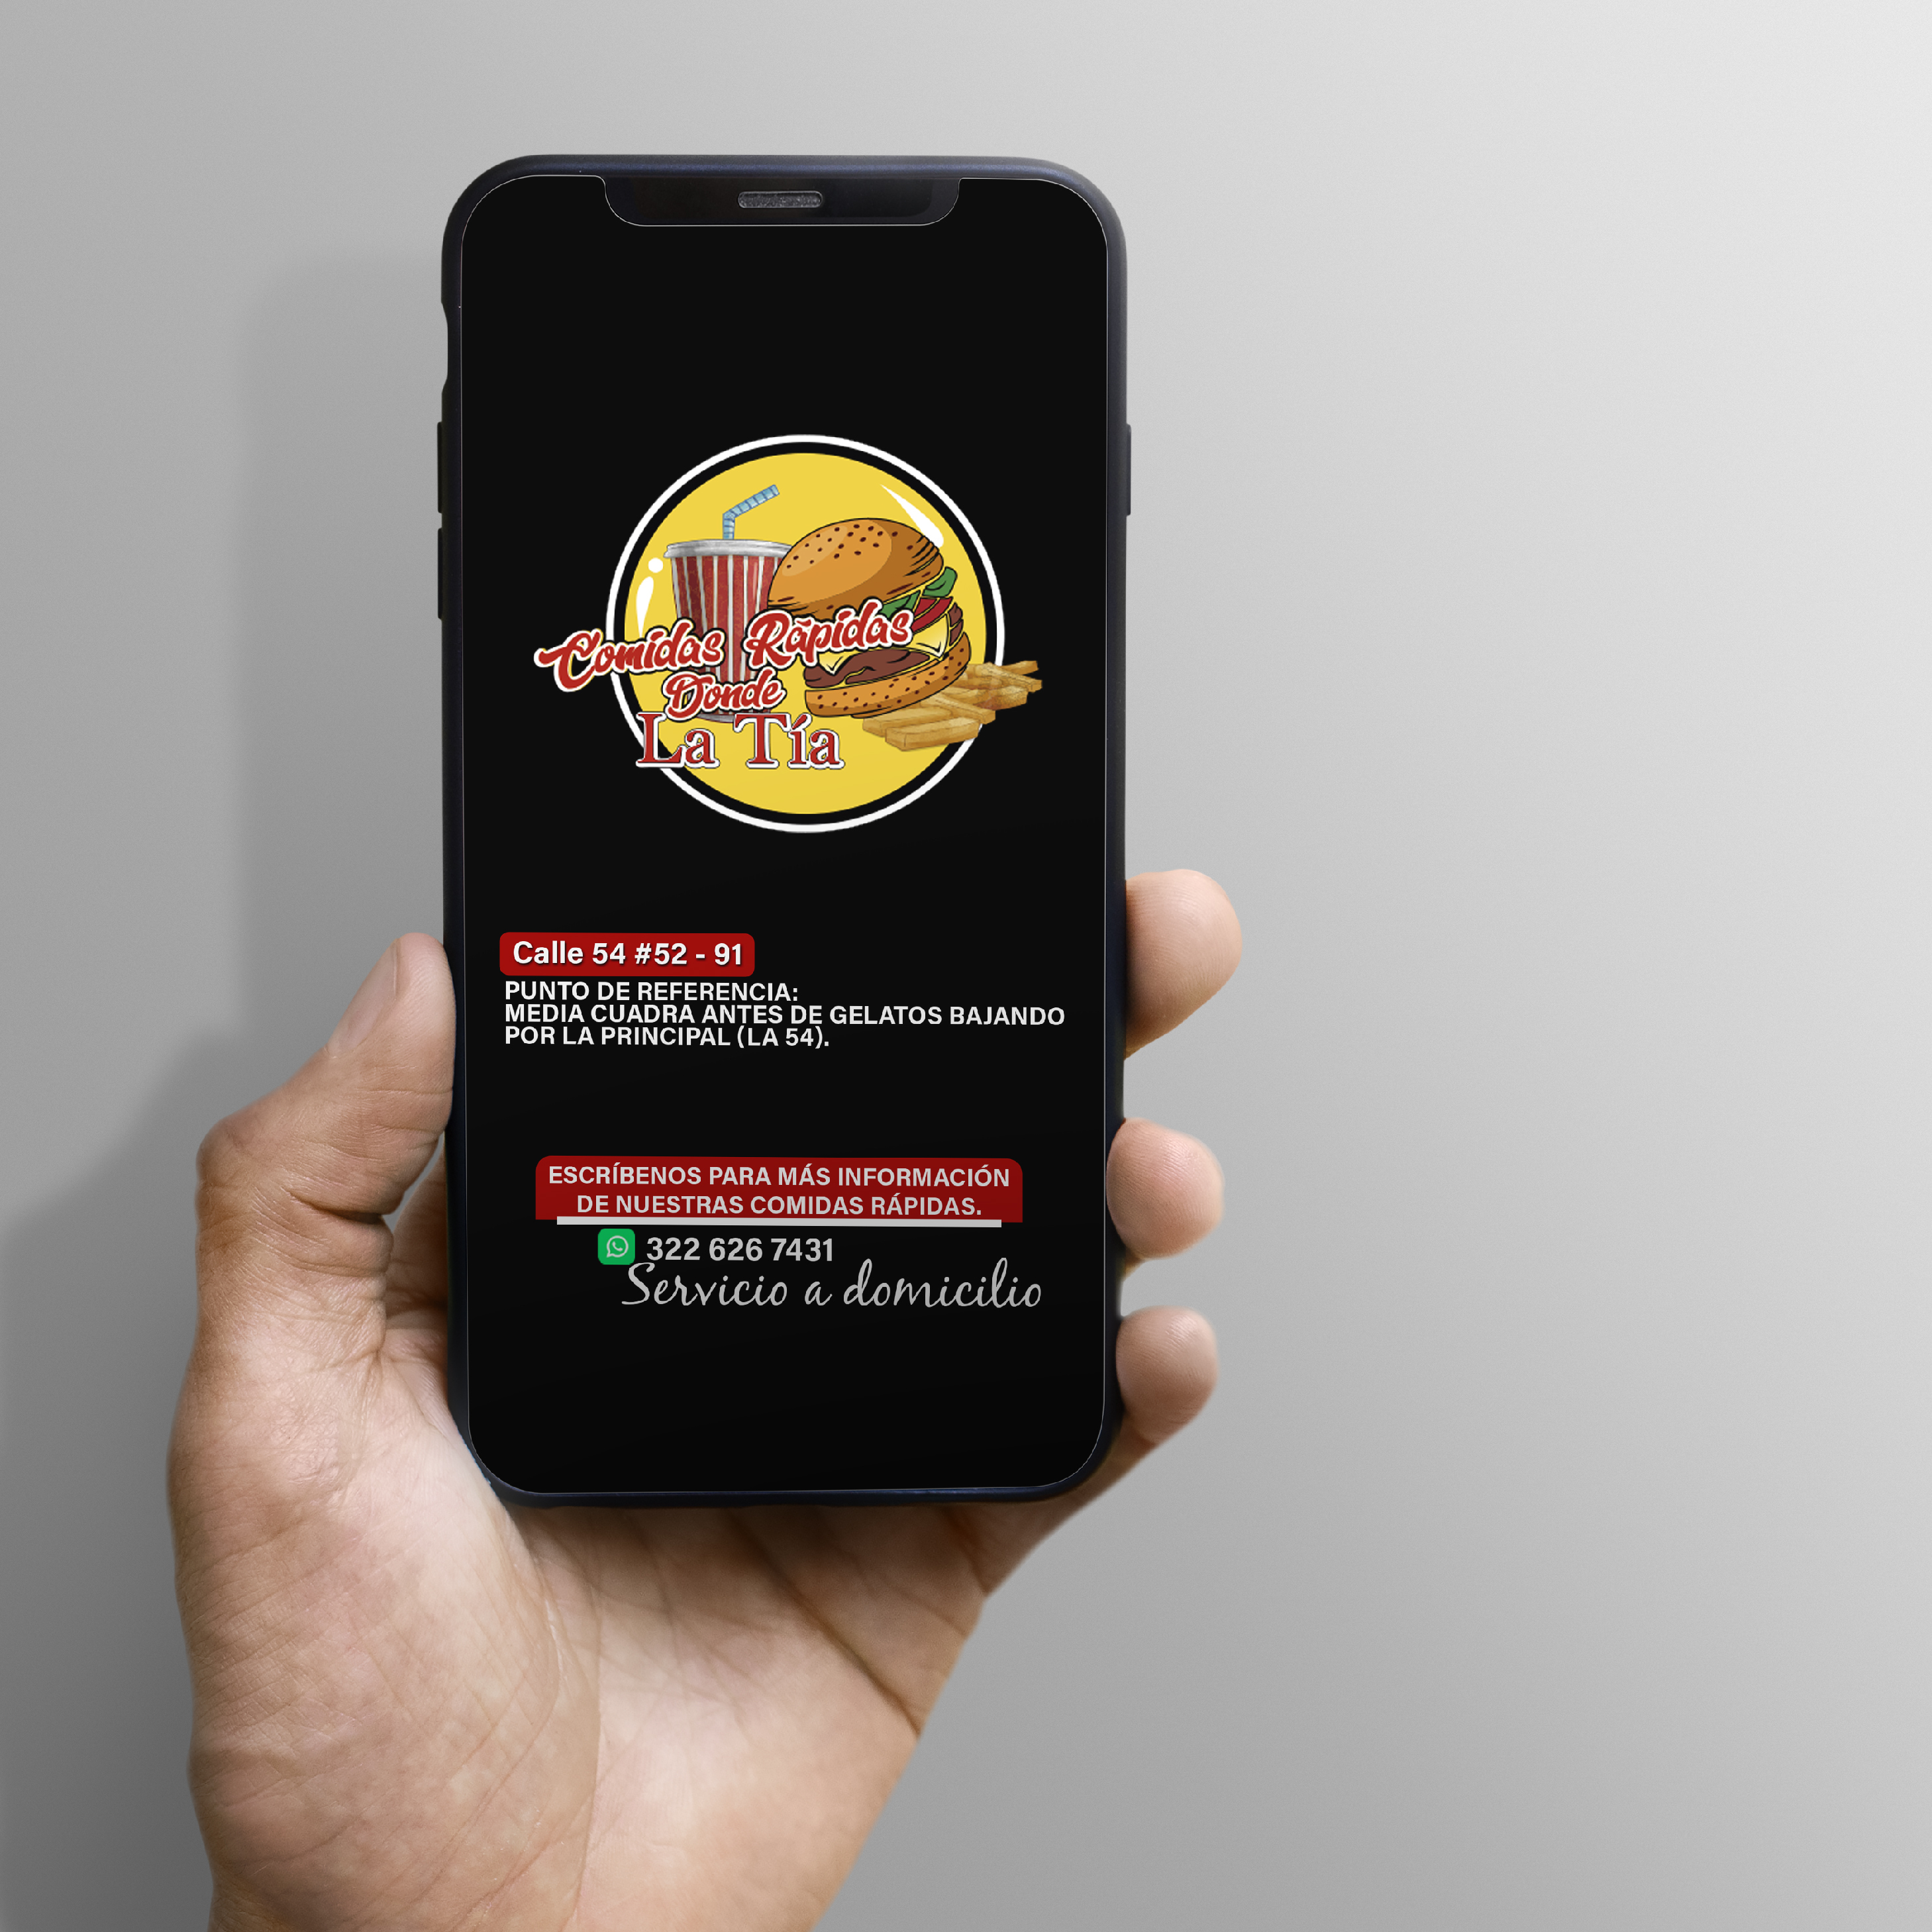 Comidas Rápidas
Donde
La Tía
Calle 54 #52 - 91
PUNTO DE REFERENCIA:
MEDIA CUADRA ANTES DE GELATOS BAJANDO
POR LA PRINCIPAL (LA 54).
ESCRÍBENOS PARA MÁS INFORMACIÓN
DE NUESTRAS COMIDAS RÁPIDAS.
322 626 7431
Servicio a domicilio